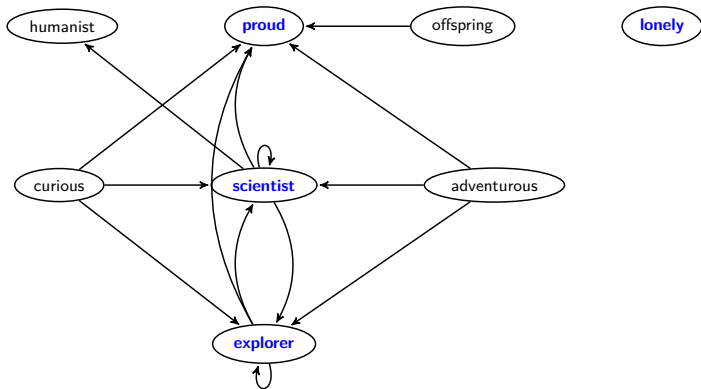 humanist
proud
offspring
lonely
curious
scientist
adventurous
explorer